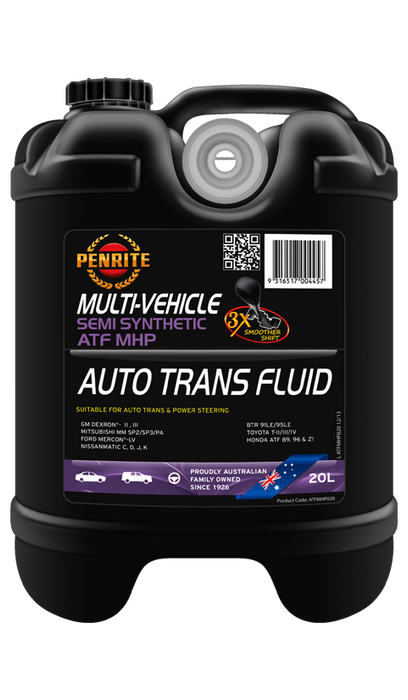 PENRITE
9 316517 004457
MULTI-VEHICLE
SEMI SYNTHETIC
ATF MHP
3X
SMOOTHER
SHIFT
AUTO TRANS FLUID
SUITABLE FOR AUTO TRANS & POWER STEERING
GM DEXRON®- II , III
MITSUBISHI MM SP2/SP3/PA
FORD MERCON®-LV
NISSANMATIC C, D, J, K
BTR 91LE/95LE
TOYOTA T-II/III/IV
HONDA ATF 89, 96 & Z1
L ATFMHP020 12/13
PROUDLY AUSTRALIAN
FAMILY OWNED
SINCE 1926
20L
Product Code: ATFMHP020